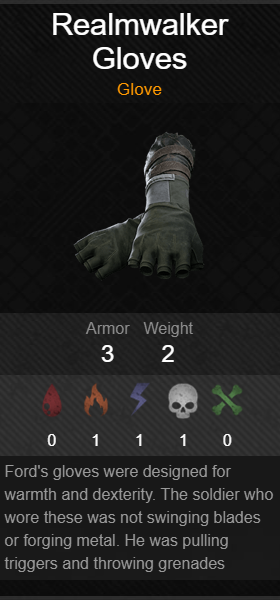 Realmwalker
Gloves
Glove
Armor Weight
3 2
0 1 1 1 0
Ford's gloves were designed for
warmth and dexterity. The soldier who
wore these was not swinging blades
or forging metal. He was pulling
triggers and throwing grenades